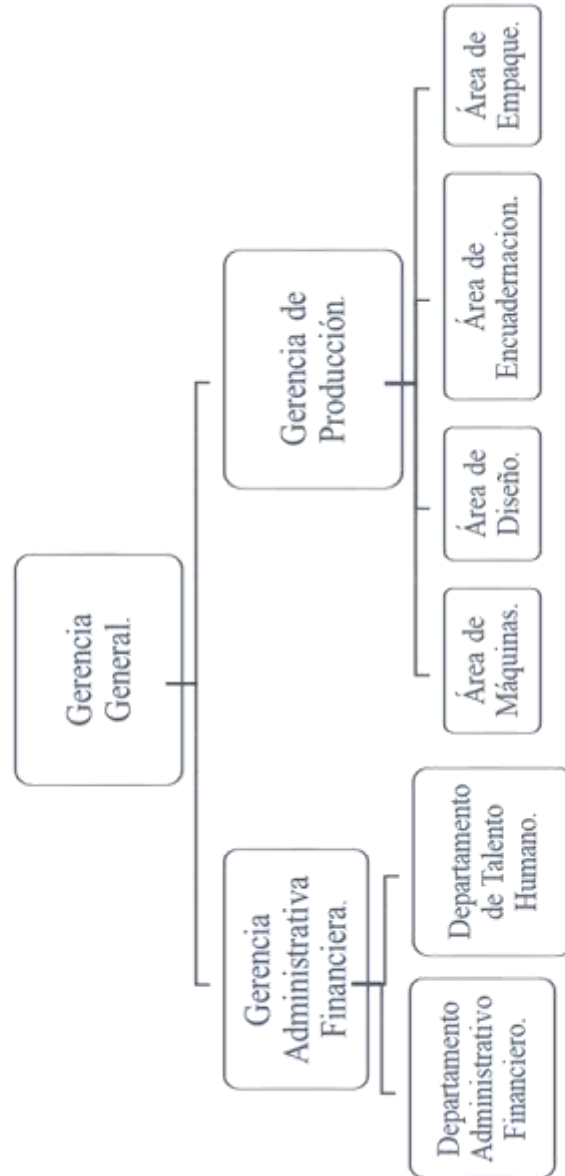 Gerencia
General.
Gerencia
Administrativa
Financiera.
Gerencia de
Producción.
Departamento
Administrativo
Financiero.
Departamento
de Talento
Humano.
Área de
Máquinas.
Área de
Diseño.
Área de
Encuadernacion.
Área de
Empaque.